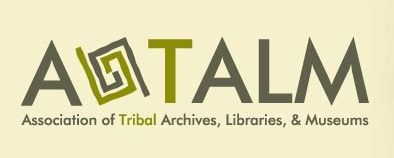 ATALM
Association of Tribal Archives, Libraries, & Museums